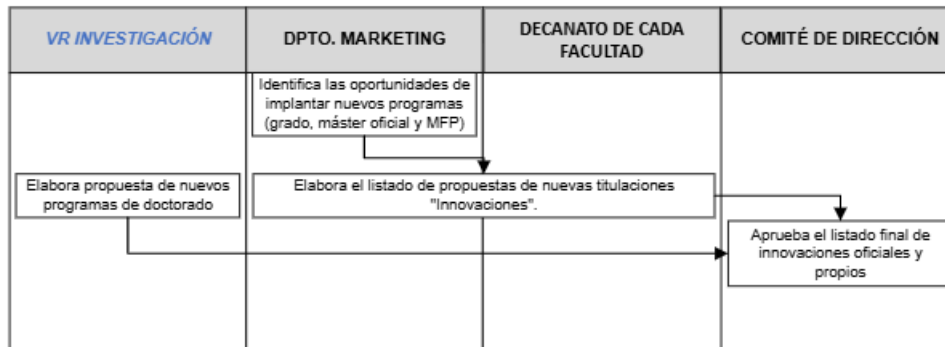 VR INVESTIGACIÓN
DPTO. MARKETING
DECANATO DE CADA
FACULTAD
COMITÉ DE DIRECCIÓN
Identifica las oportunidades de
implantar nuevos programas
(grado, máster oficial y MFP)
Elabora propuesta de nuevos
programas de doctorado
Elabora el listado de propuestas de nuevas titulaciones
"Innovaciones".
Aprueba el listado final de
innovaciones oficiales y
propios